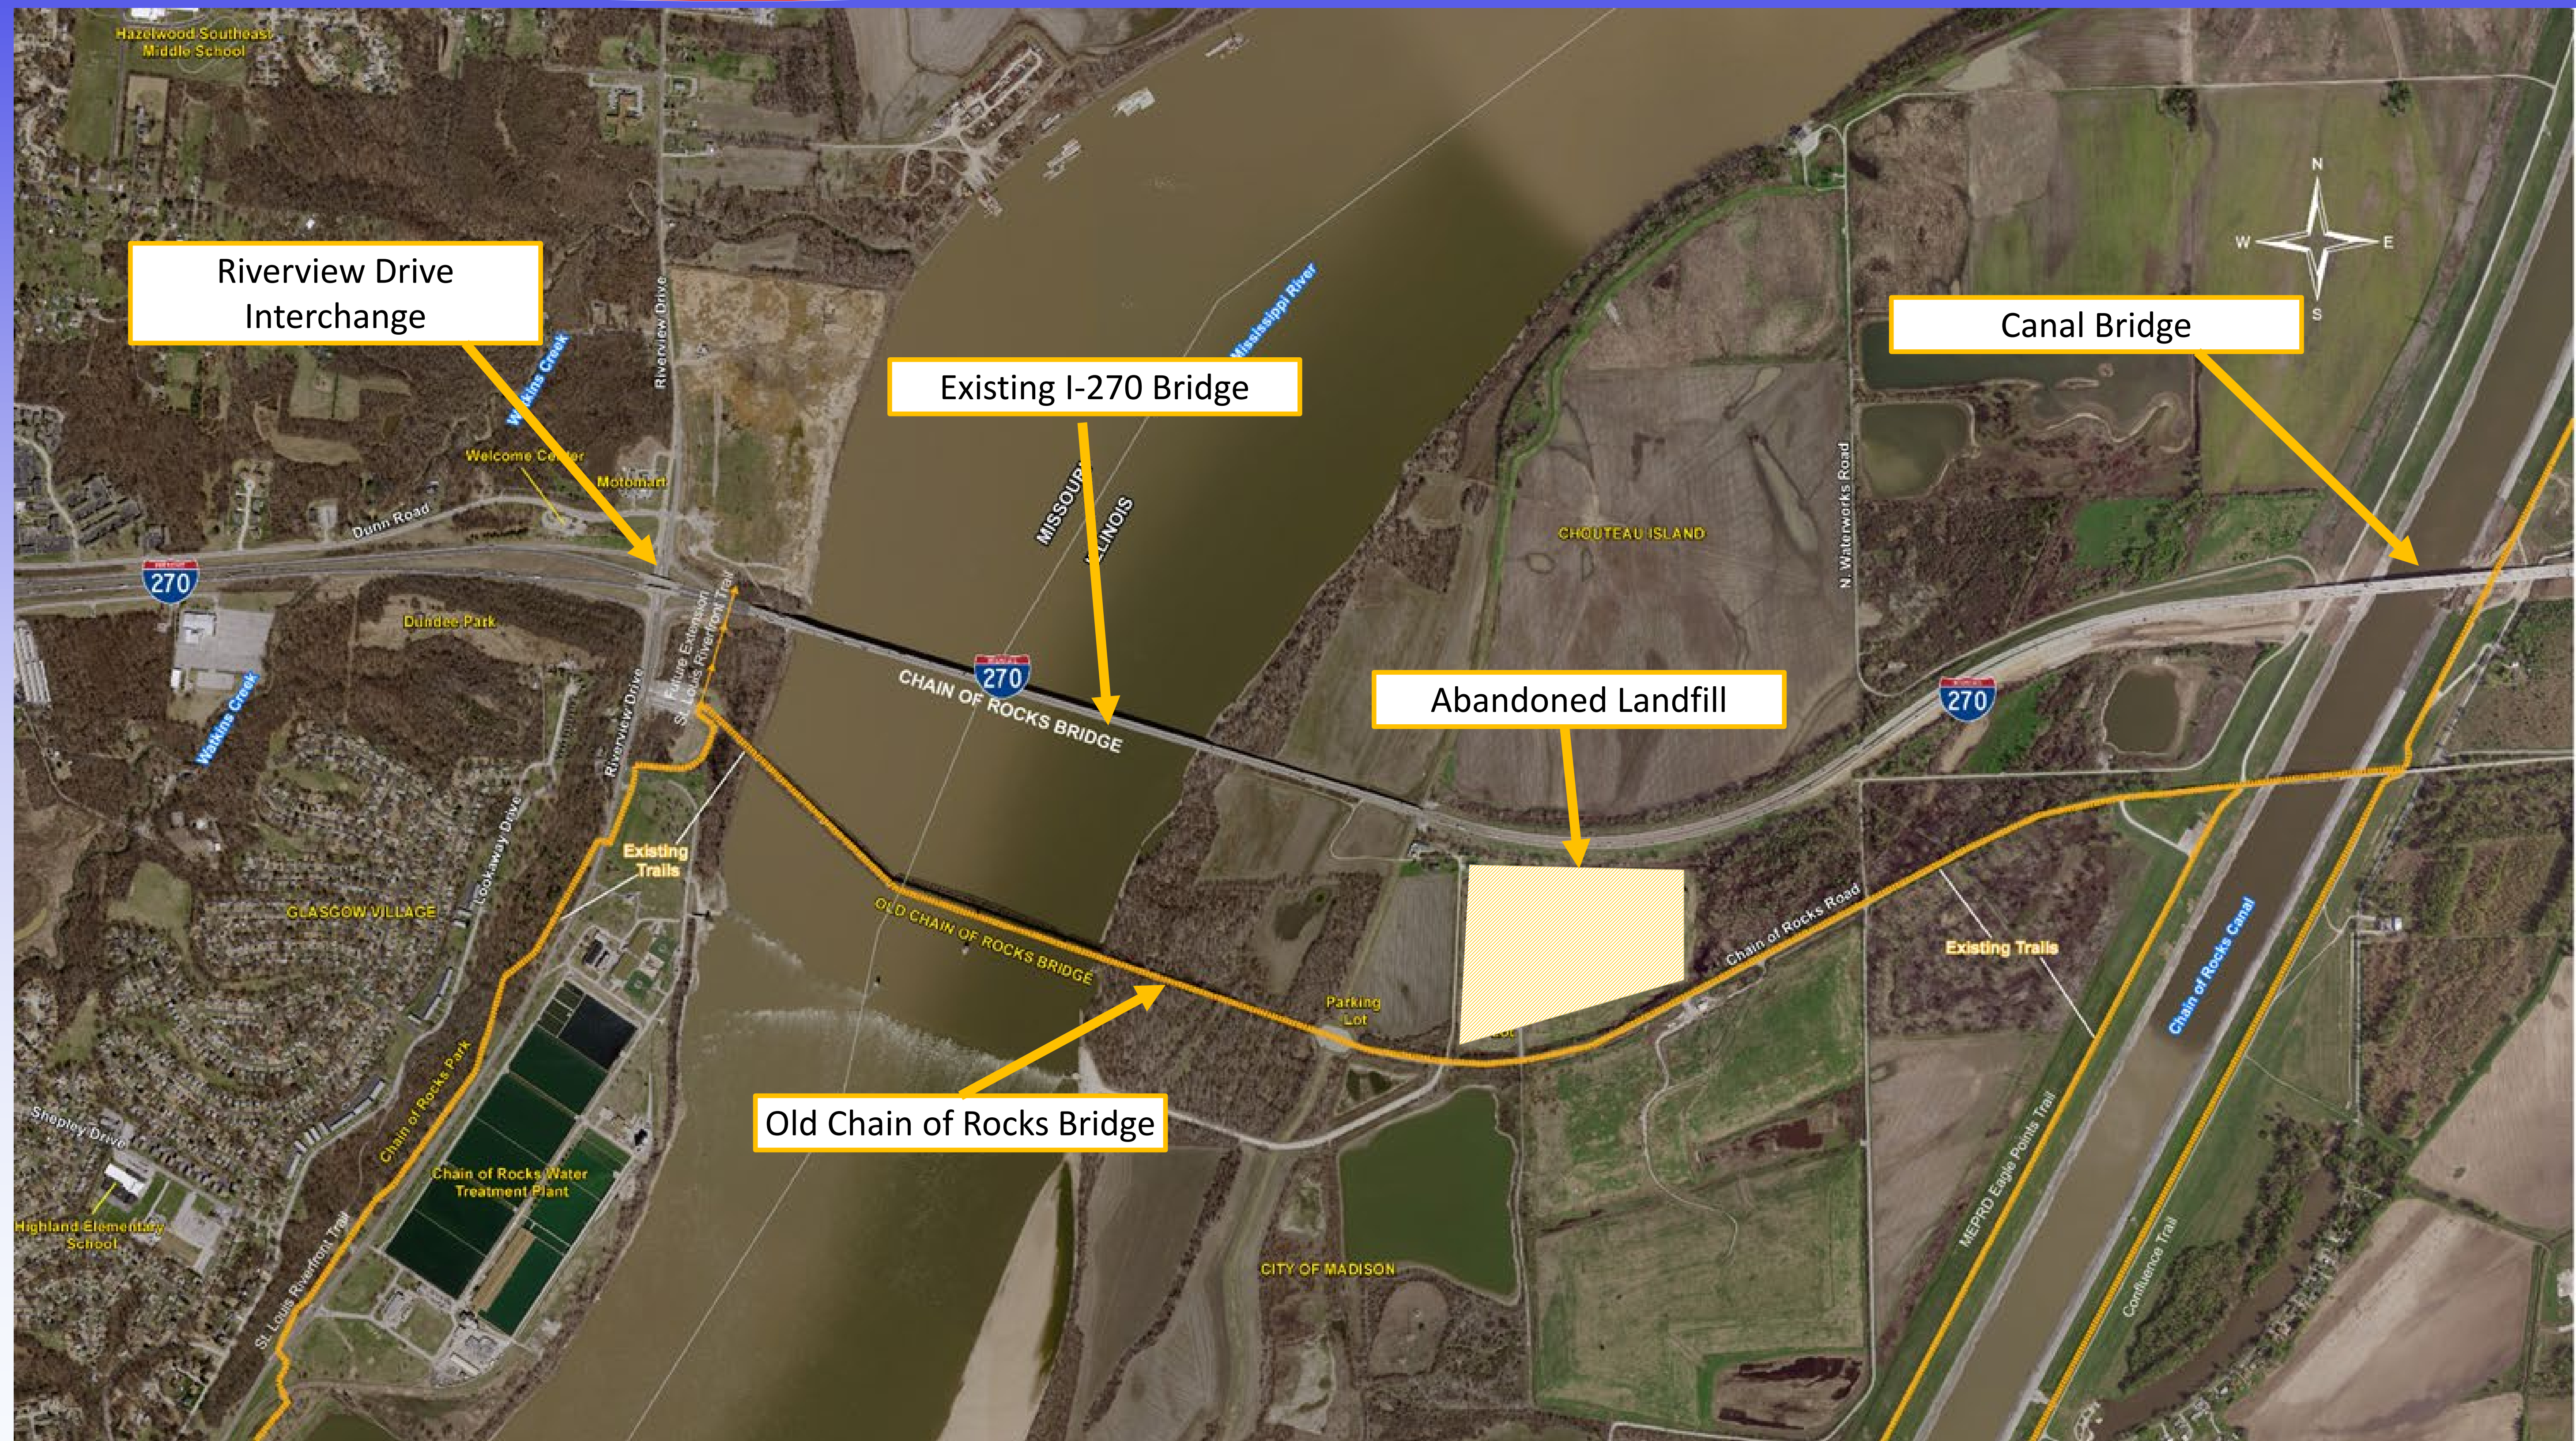 Hazelwood Southeast
Middle School
N
W
E
S
Riverview Drive
Interchange
Riverview Drive
Watkins Creek
Mississippi River
Canal Bridge
Existing I-270 Bridge
Welcome Center
Motomart
Dunn Road
MISSOURI
ILLINOIS
N. Waterworks Road
CHOUTEAU ISLAND
270
Dundee Park
Future Extension
St. Louis Riverfront Trail
270
CHAIN OF ROCKS BRIDGE
Abandoned Landfill
270
Watkins Creek
Riverview Drive
Lookaway Drive
Existing
Trails
GLASGOW VILLAGE
OLD CHAIN OF ROCKS BRIDGE
Chain of Rocks Road
Existing Trails
Chain of Rocks Canal
Parking
Lot
Chain of Rocks Park
Old Chain of Rocks Bridge
Shepley Drive
Chain of Rocks Water
Treatment Plant
Highland Elementary
School
St. Louis Riverfront Trail
CITY OF MADISON
MEPRD Eagle Points Trail
Confluence Trail